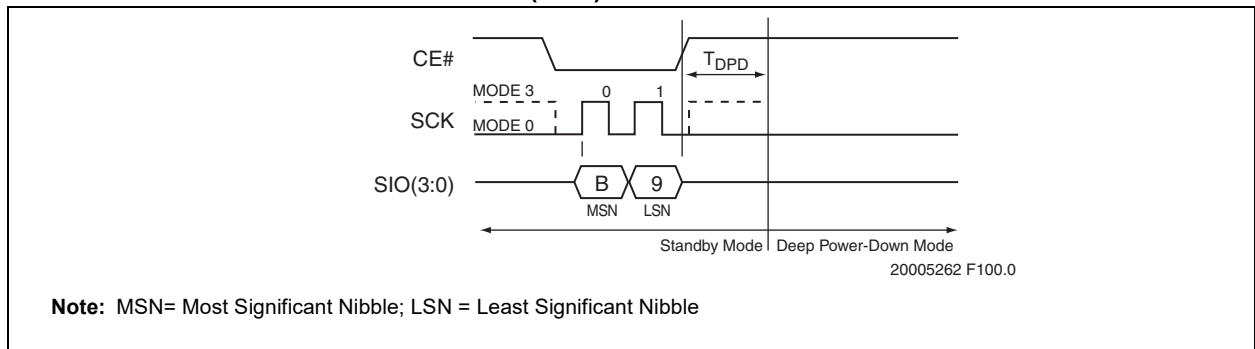 CE#
T_DPD
MODE 3
0 1
SCK
MODE 0
SIO(3:0)
B 9
MSN LSN
Standby Mode Deep Power-Down Mode
20005262 F100.0
Note: MSN= Most Significant Nibble; LSN = Least Significant Nibble